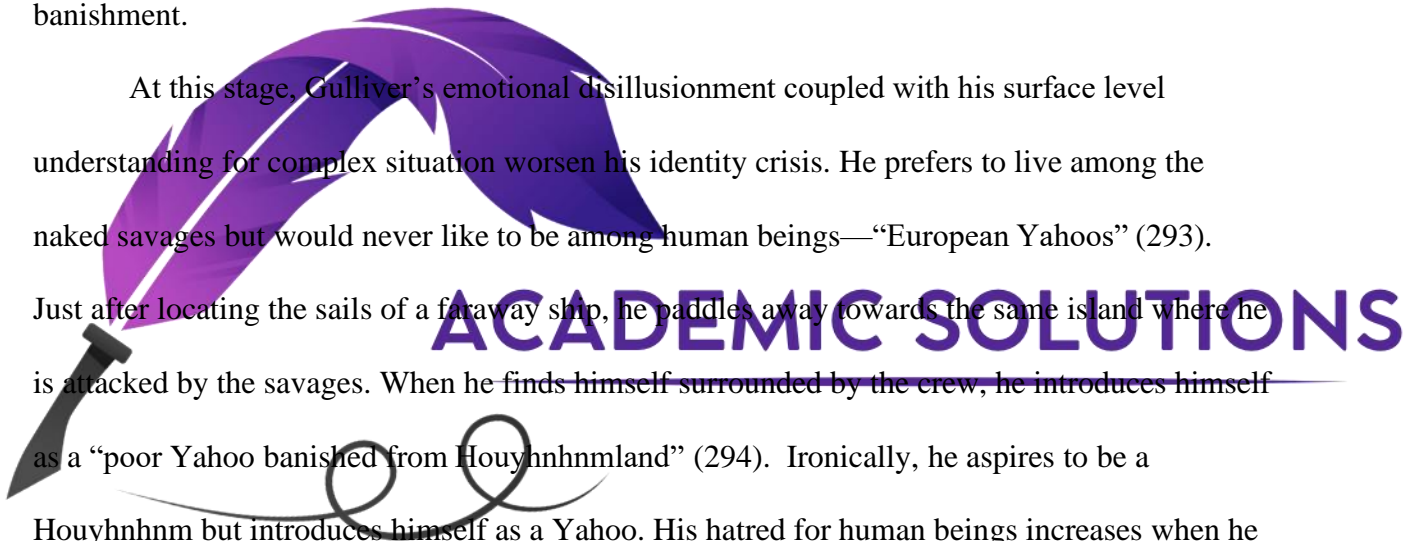 banishment.
At this stage, Gulliver’s emotional disillusionment coupled with his surface level
understanding for complex situation worsen his identity crisis. He prefers to live among the
naked savages but would never like to be among human beings—“European Yahoos” (293).
Just after locating the sails of a faraway ship, he paddles away towards the same island where he
ACADEMIC SOLUTIONS
is attacked by the savages. When he finds himself surrounded by the crew, he introduces himself
as a “poor Yahoo banished from Houyhnhnmland” (294).  Ironically, he aspires to be a
Houyhnhnm but introduces himself as a Yahoo. His hatred for human beings increases when he